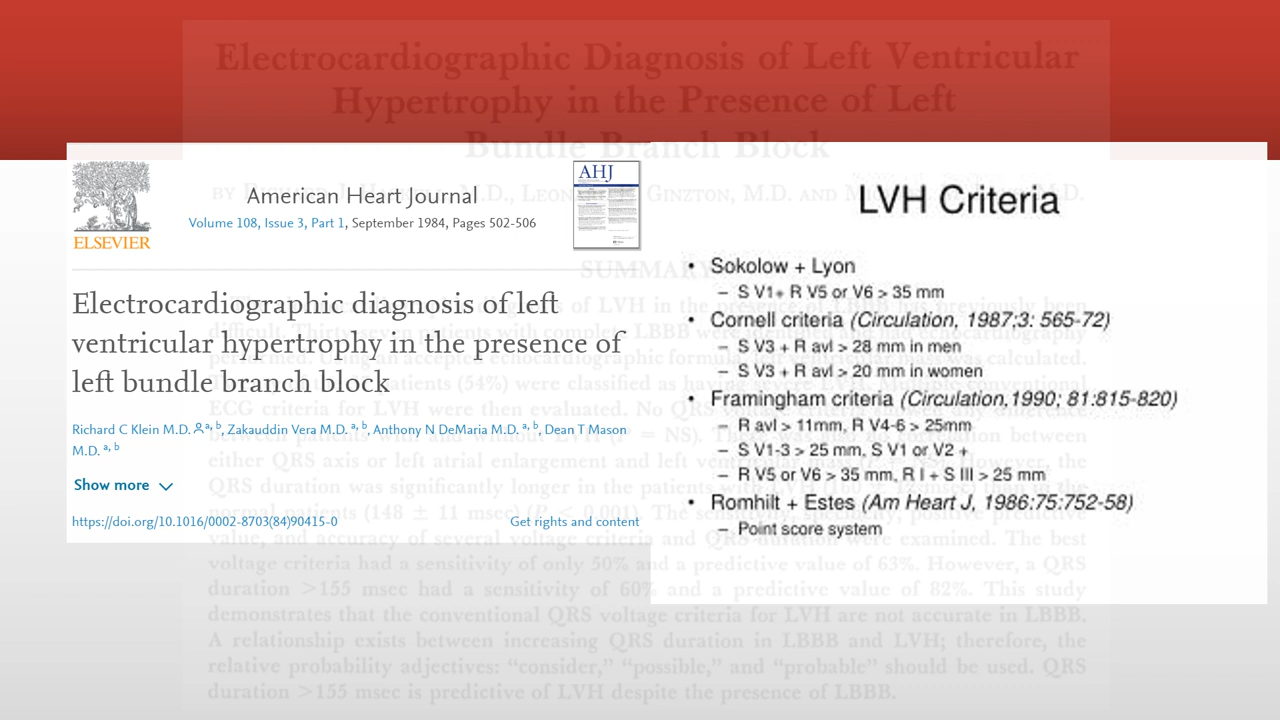 Electrocardiographic Diagnosis of Left Ventricular
Hypertrophy in the Presence of Left
Bundle Branch Block
M.D., LEON GINZTON, M.D. AND
ELSEVIER
American Heart Journal
Volume 108, Issue 3, Part 1, September 1984, Pages 502-506
AHJ
Electrocardiographic diagnosis of left
ventricular hypertrophy in the presence of
left bundle branch block
Richard C Klein M.D. a, b, Zakauddin Vera M.D. a, b, Anthony N DeMaria M.D. a, b, Dean T Mason
M.D. a, b
Show more
https://doi.org/10.1016/0002-8703(84)90415-0
Get rights and content
LVH Criteria
• Sokolow + Lyon
– S V1+ R V5 or V6 > 35 mm
• Cornell criteria (Circulation, 1987;3: 565-72)
– S V3 + R avl > 28 mm in men
– S V3 + R avl > 20 mm in women
• Framingham criteria (Circulation,1990; 81:815-820)
– R avl > 11mm, R V4-6 > 25mm
– S V1-3 > 25 mm, S V1 or V2 +
– R V5 or V6 > 35 mm, R I + S III > 25 mm
• Romhilt + Estes (Am Heart J, 1986:75:752-58)
– Point score system
SUMMARY
value, and accuracy of several voltage criteria and QRS duration were examined. The best
voltage criteria had a sensitivity of only 50% and a predictive value of 63%. However, a QRS
duration >155 msec had a sensitivity of 60% and a predictive value of 82%. This study
demonstrates that the conventional QRS voltage criteria for LVH are not accurate in LBBB.
A relationship exists between increasing QRS duration in LBBB and LVH; therefore, the
relative probability adjectives: “consider,” “possible,” and “probable” should be used. QRS
duration >155 msec is predictive of LVH despite the presence of LBBB.